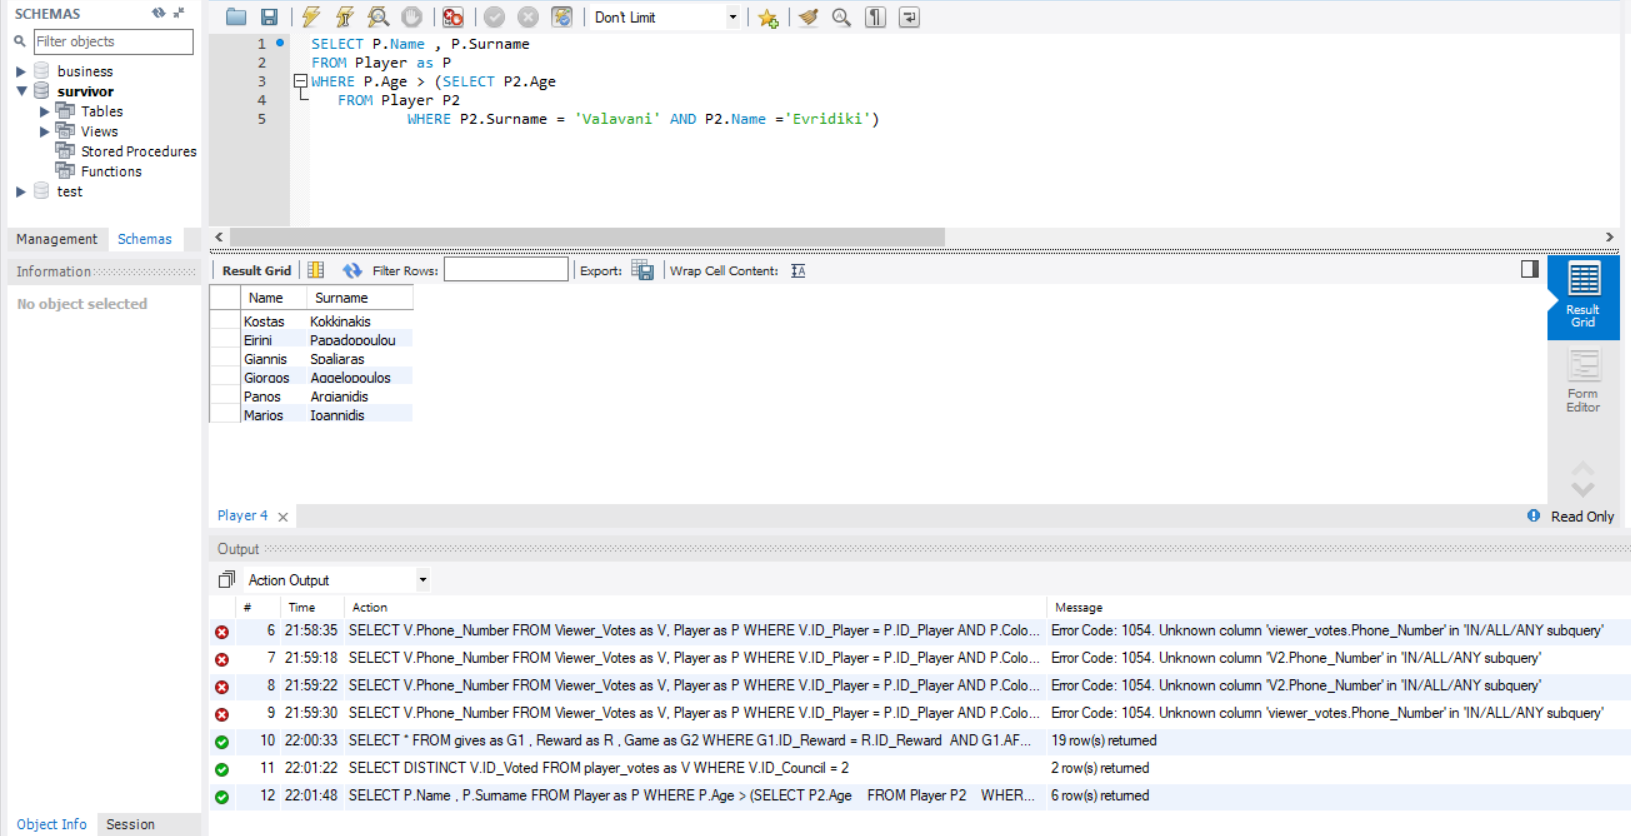 SCHEMAS
Filter objects
business
survivor
Tables
Views
Stored Procedures
Functions
test
Management Schemas
Information
No object selected
Object Info Session
Don't Limit
1 SELECT P.Name , P.Surname
2 FROM Player as P
3 WHERE P.Age > (SELECT P2.Age
4 FROM Player P2
5 WHERE P2.Surname = 'Valavani' AND P2.Name ='Evridiki')
Result Grid Filter Rows: Export: Wrap Cell Content:
Name Surname
Kostas Kokkinakis
Eirini Papadopoulou
Giannis Spaliaras
Giorgos Aggelopoulos
Panos Argianidis
Marios Ioannidis
Result
Grid
Form
Editor
Player 4
Read Only
Output
Action Output
# Time Action Message
6 21:58:35 SELECT V.Phone_Number FROM Viewer_Votes as V, Player as P WHERE V.ID_Player = P.ID_Player AND P.Colo... Error Code: 1054. Unknown column 'viewer_votes.Phone_Number' in 'IN/ALL/ANY subquery'
7 21:59:18 SELECT V.Phone_Number FROM Viewer_Votes as V, Player as P WHERE V.ID_Player = P.ID_Player AND P.Colo... Error Code: 1054. Unknown column 'V2.Phone_Number' in 'IN/ALL/ANY subquery'
8 21:59:22 SELECT V.Phone_Number FROM Viewer_Votes as V, Player as P WHERE V.ID_Player = P.ID_Player AND P.Colo... Error Code: 1054. Unknown column 'V2.Phone_Number' in 'IN/ALL/ANY subquery'
9 21:59:30 SELECT V.Phone_Number FROM Viewer_Votes as V, Player as P WHERE V.ID_Player = P.ID_Player AND P.Colo... Error Code: 1054. Unknown column 'viewer_votes.Phone_Number' in 'IN/ALL/ANY subquery'
10 22:00:33 SELECT * FROM gives as G1 , Reward as R , Game as G2 WHERE G1.ID_Reward = R.ID_Reward AND G1.AF... 19 row(s) returned
11 22:01:22 SELECT DISTINCT V.ID_Voted FROM player_votes as V WHERE V.ID_Council = 2 2 row(s) returned
12 22:01:48 SELECT P.Name , P.Surname FROM Player as P WHERE P.Age > (SELECT P2.Age FROM Player P2 WHER... 6 row(s) returned